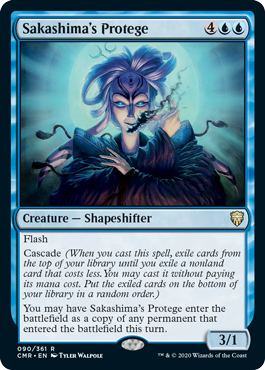 Sakashima's Protege 4
Creature — Shapeshifter
Flash
Cascade (When you cast this spell, exile cards from
the top of your library until you exile a nonland
card that costs less. You may cast it without paying
its mana cost. Put the exiled cards on the bottom
of your library in a random order.)
You may have Sakashima's Protege enter the
battlefield as a copy of any permanent that
entered the battlefield this turn.
3/1
090/361 R
CMR • EN TYLER WALPOLE ™ & © 2020 Wizards of the Coast